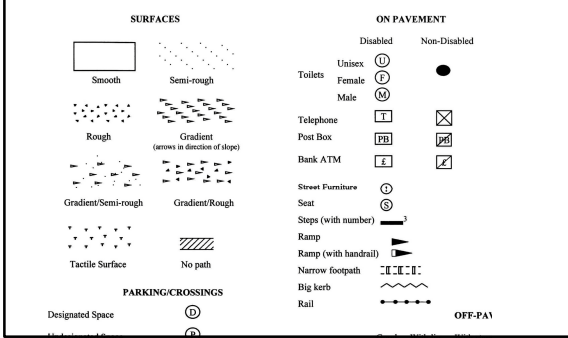 SURFACES
Smooth
Semi-rough
Rough
Gradient
(arrows in direction of slope)
Gradient/Semi-rough
Gradient/Rough
Tactile Surface
No path
PARKING/CROSSINGS
Designated Space D
ON PAVEMENT
Disabled Non-Disabled
Toilets
Unisex U
Female F
Male M
Telephone T
Post Box PB PB
Bank ATM £ £
Street Furniture
Seat S
Steps (with number) 3
Ramp
Ramp (with handrail)
Narrow footpath
Big kerb
Rail
OFF-PAV